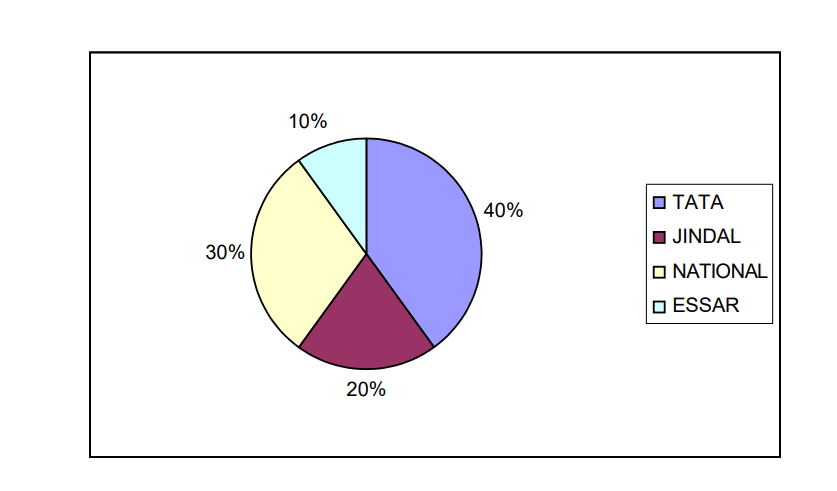 10%
40%
30%
20%
TATA
JINDAL
NATIONAL
ESSAR